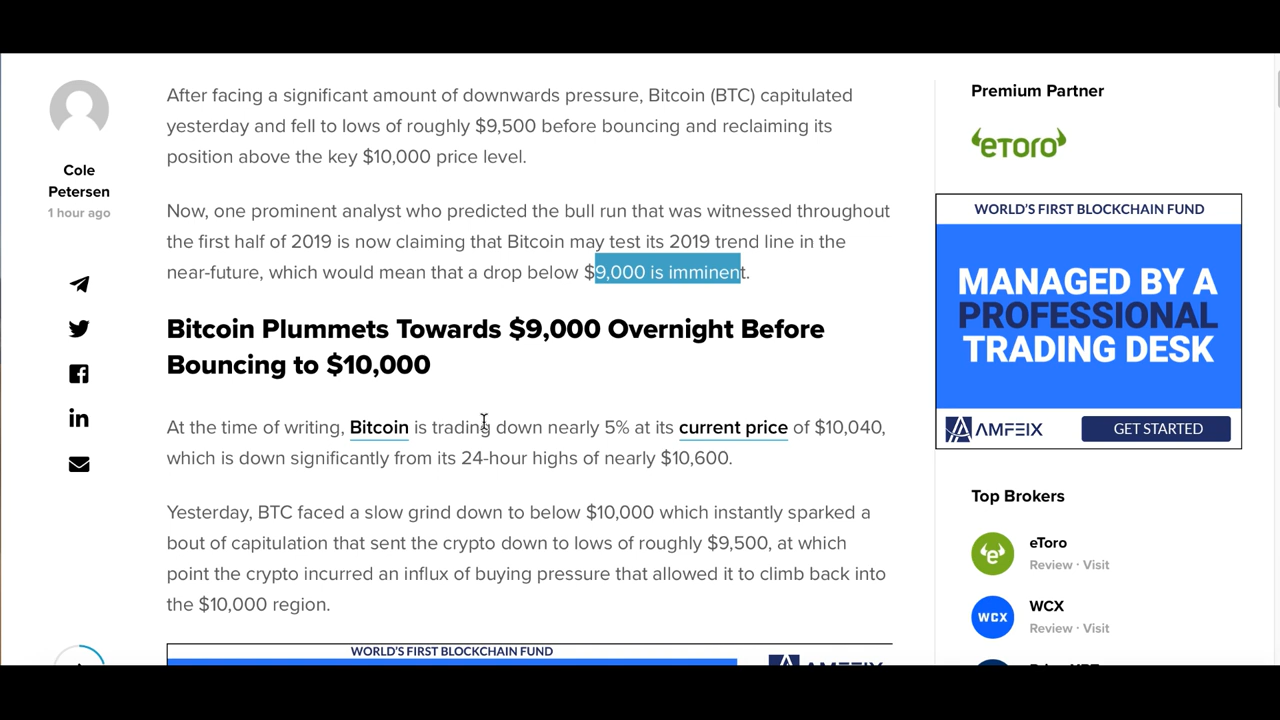 Cole
Petersen
1 hour ago
After facing a significant amount of downwards pressure, Bitcoin (BTC) capitulated
yesterday and fell to lows of roughly $9,500 before bouncing and reclaiming its
position above the key $10,000 price level.
Now, one prominent analyst who predicted the bull run that was witnessed throughout
the first half of 2019 is now claiming that Bitcoin may test its 2019 trend line in the
near-future, which would mean that a drop below $9,000 is imminent.
Bitcoin Plummets Towards $9,000 Overnight Before
Bouncing to $10,000
At the time of writing, Bitcoin is trading down nearly 5% at its current price of $10,040,
which is down significantly from its 24-hour highs of nearly $10,600.
Yesterday, BTC faced a slow grind down to below $10,000 which instantly sparked a
bout of capitulation that sent the crypto down to lows of roughly $9,500, at which
point the crypto incurred an influx of buying pressure that allowed it to climb back into
the $10,000 region.
WORLD'S FIRST BLOCKCHAIN FUND
AMFEIX
Premium Partner
eToro
WORLD'S FIRST BLOCKCHAIN FUND
MANAGED BY A
PROFESSIONAL
TRADING DESK
AMFEIX
GET STARTED
Top Brokers
eToro
Review · Visit
WCX
WCX
Review · Visit